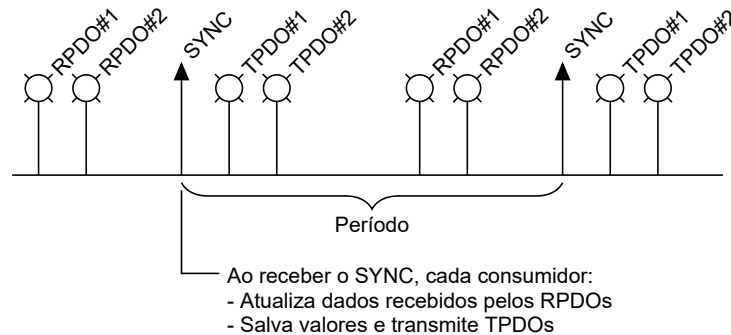 RPDO#1
RPDO#2
SYNC
TPDO#1
TPDO#2
RPDO#1
RPDO#2
SYNC
TPDO#1
TPDO#2
Período
Ao receber o SYNC, cada consumidor:
- Atualiza dados recebidos pelos RPDOs
- Salva valores e transmite TPDOs